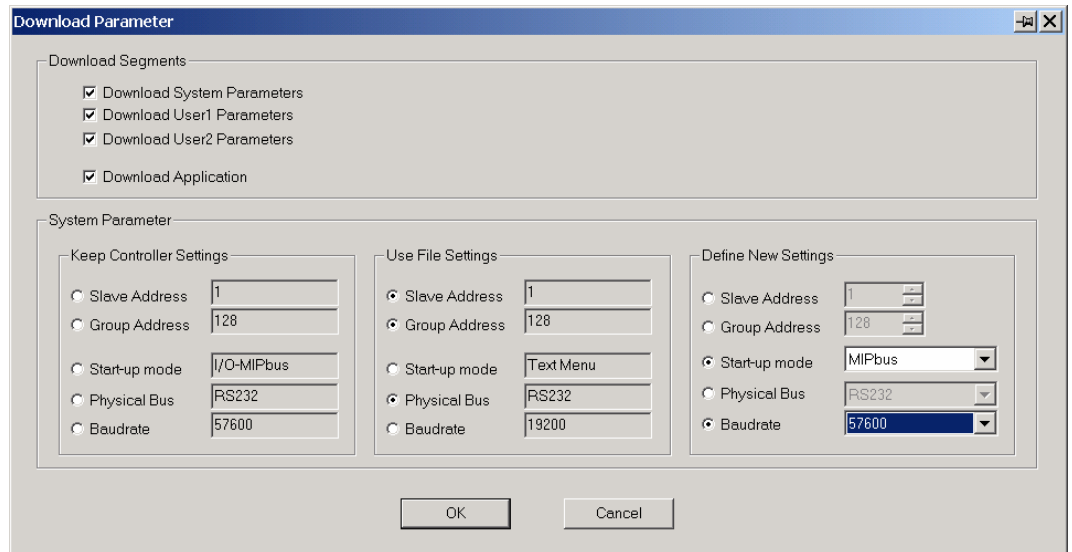 Download Parameter
Download Segments
Download System Parameters
Download User1 Parameters
Download User2 Parameters
Download Application
System Parameter
Keep Controller Settings
Slave Address 1
Group Address 128
Start-up mode I/O-MIPbus
Physical Bus RS232
Baudrate 57600
Use File Settings
Slave Address 1
Group Address 128
Start-up mode Text Menu
Physical Bus RS232
Baudrate 19200
Define New Settings
Slave Address 1
Group Address 128
Start-up mode MIPbus
Physical Bus RS232
Baudrate 57600
OK Cancel